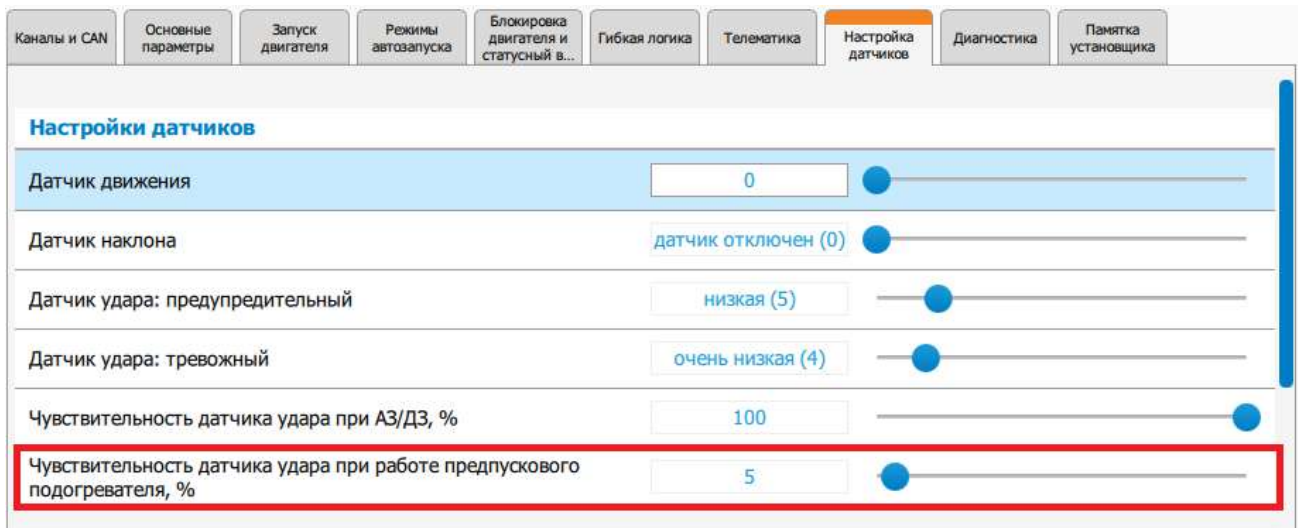 Каналы и CAN
Основные
параметры
Запуск
двигателя
Режимы
автозапуска
Блокировка
двигателя и
статусный в...
Гибкая логика
Телематика
Настройка
датчиков
Диагностика
Памятка
установщика
Настройки датчиков
Датчик движения 0
Датчик наклона датчик отключен (0)
Датчик удара: предупредительный низкая (5)
Датчик удара: тревожный очень низкая (4)
Чувствительность датчика удара при АЗ/ДЗ, % 100
Чувствительность датчика удара при работе предпускового
подогревателя, % 5